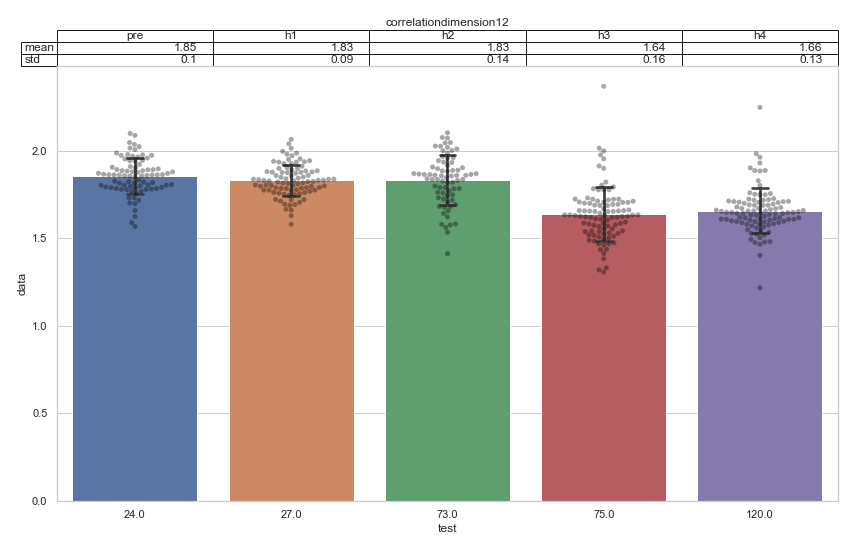 correlationdimension12
pre h1 h2 h3 h4
mean 1.85 1.83 1.83 1.64 1.66
std 0.1 0.09 0.14 0.16 0.13
2.0
1.5
data
1.0
0.5
0.0
24.0 27.0 73.0 75.0 120.0
test